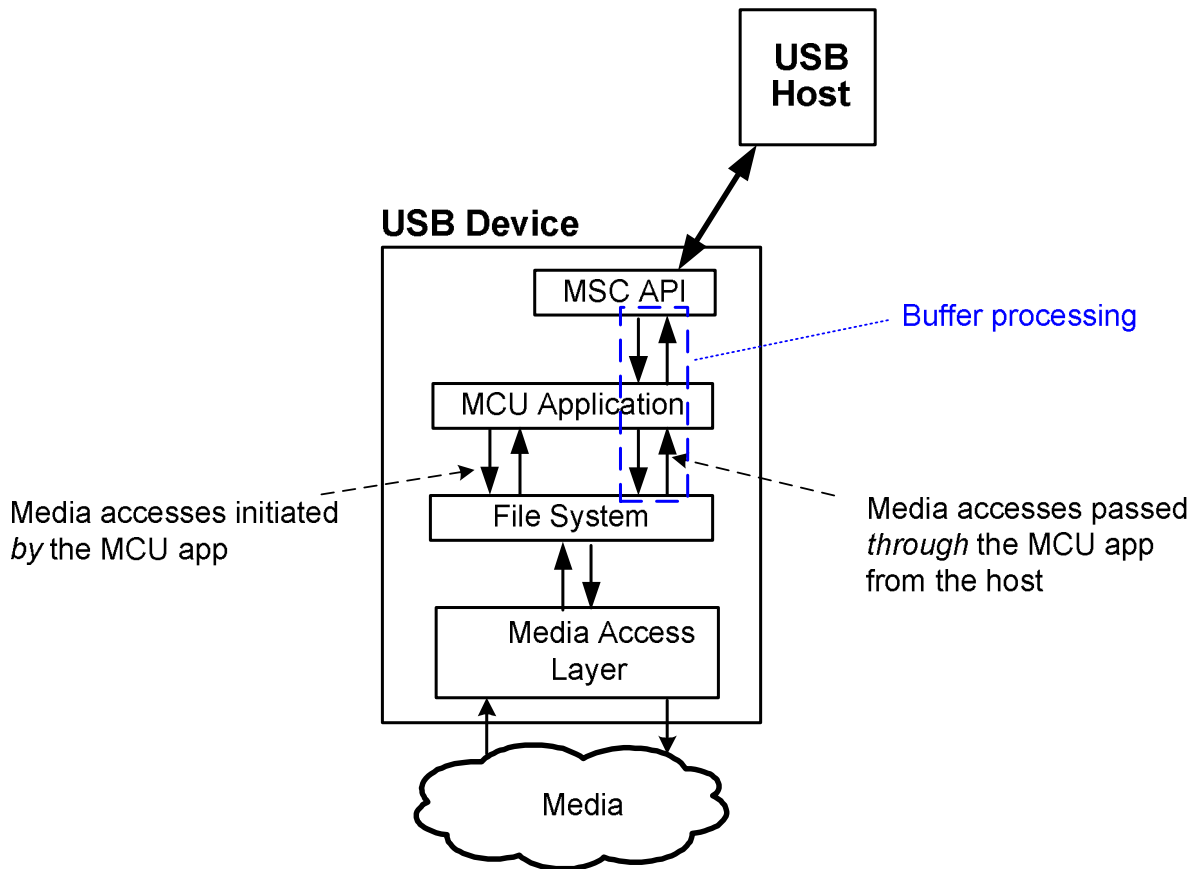 USB
Host
USB Device
MSC API
Buffer processing
MCU Application
Media accesses initiated
by the MCU app
File System
Media accesses passed
through the MCU app
from the host
Media Access
Layer
Media